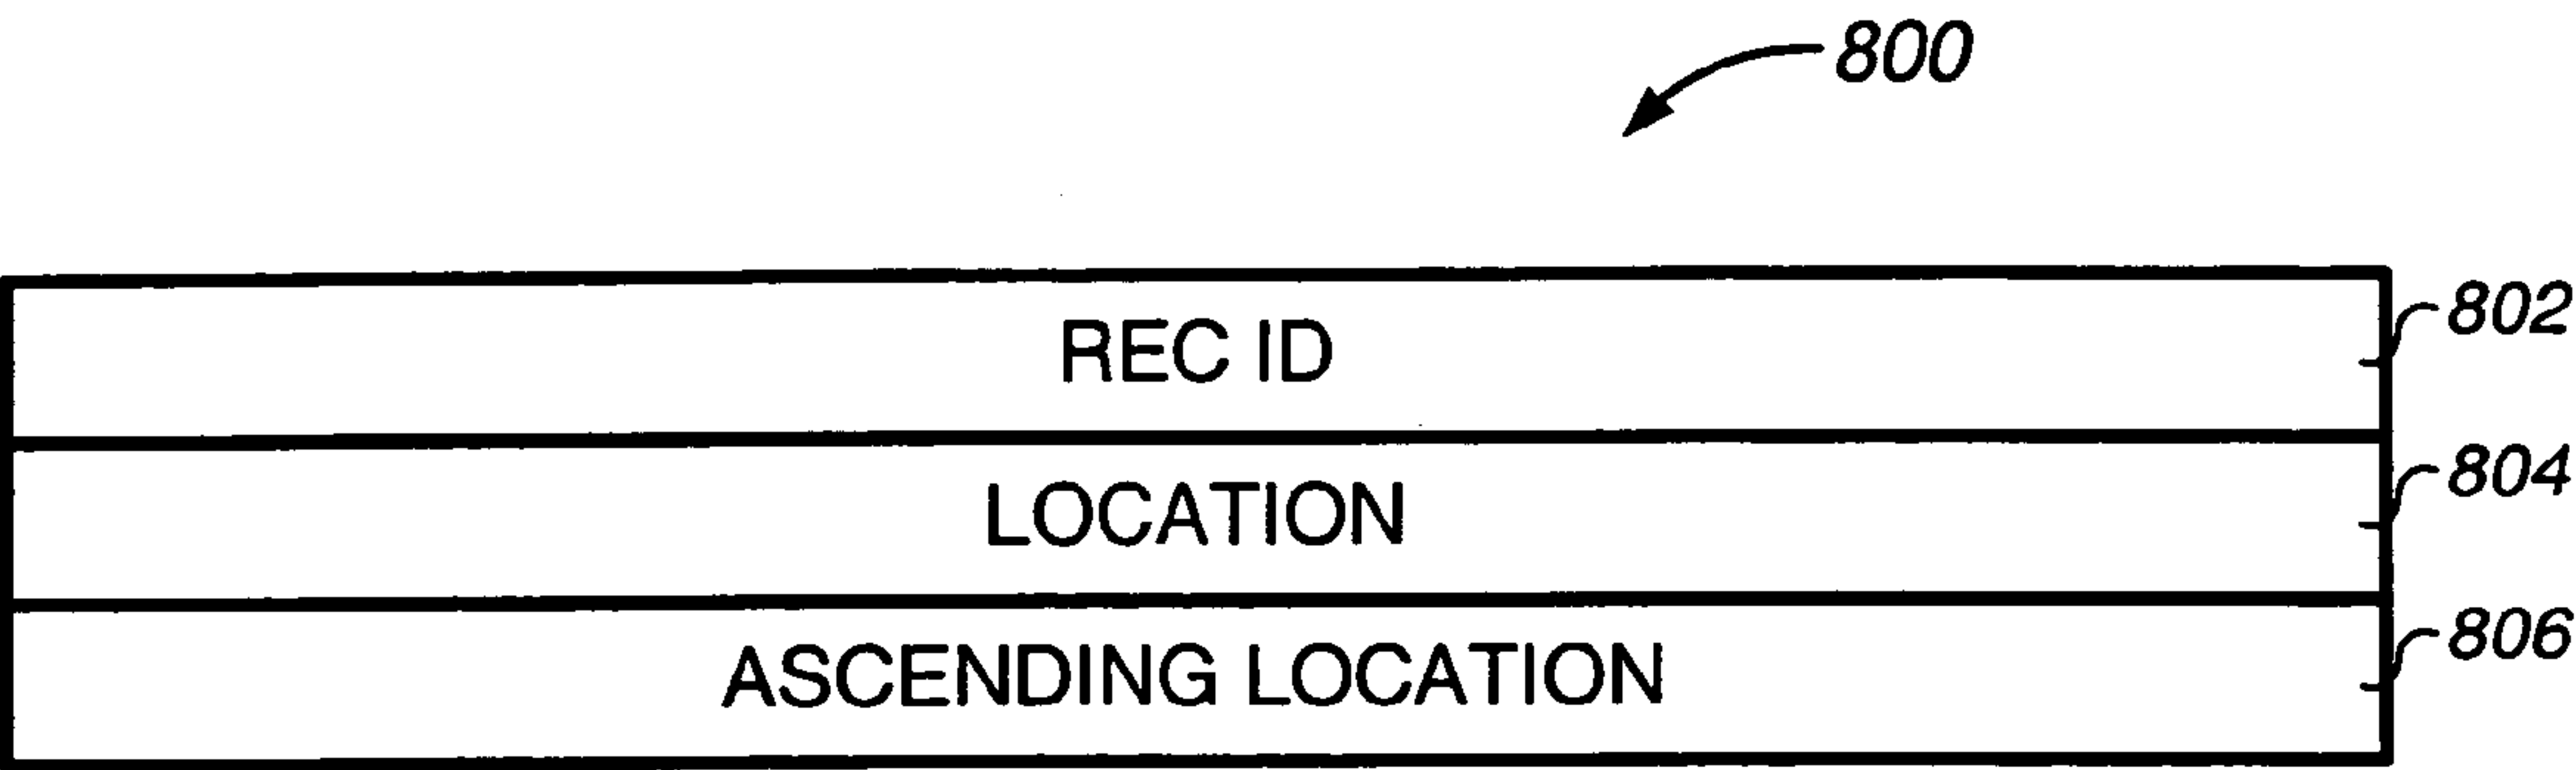 800
REC ID
802
LOCATION
804
ASCENDING LOCATION
806